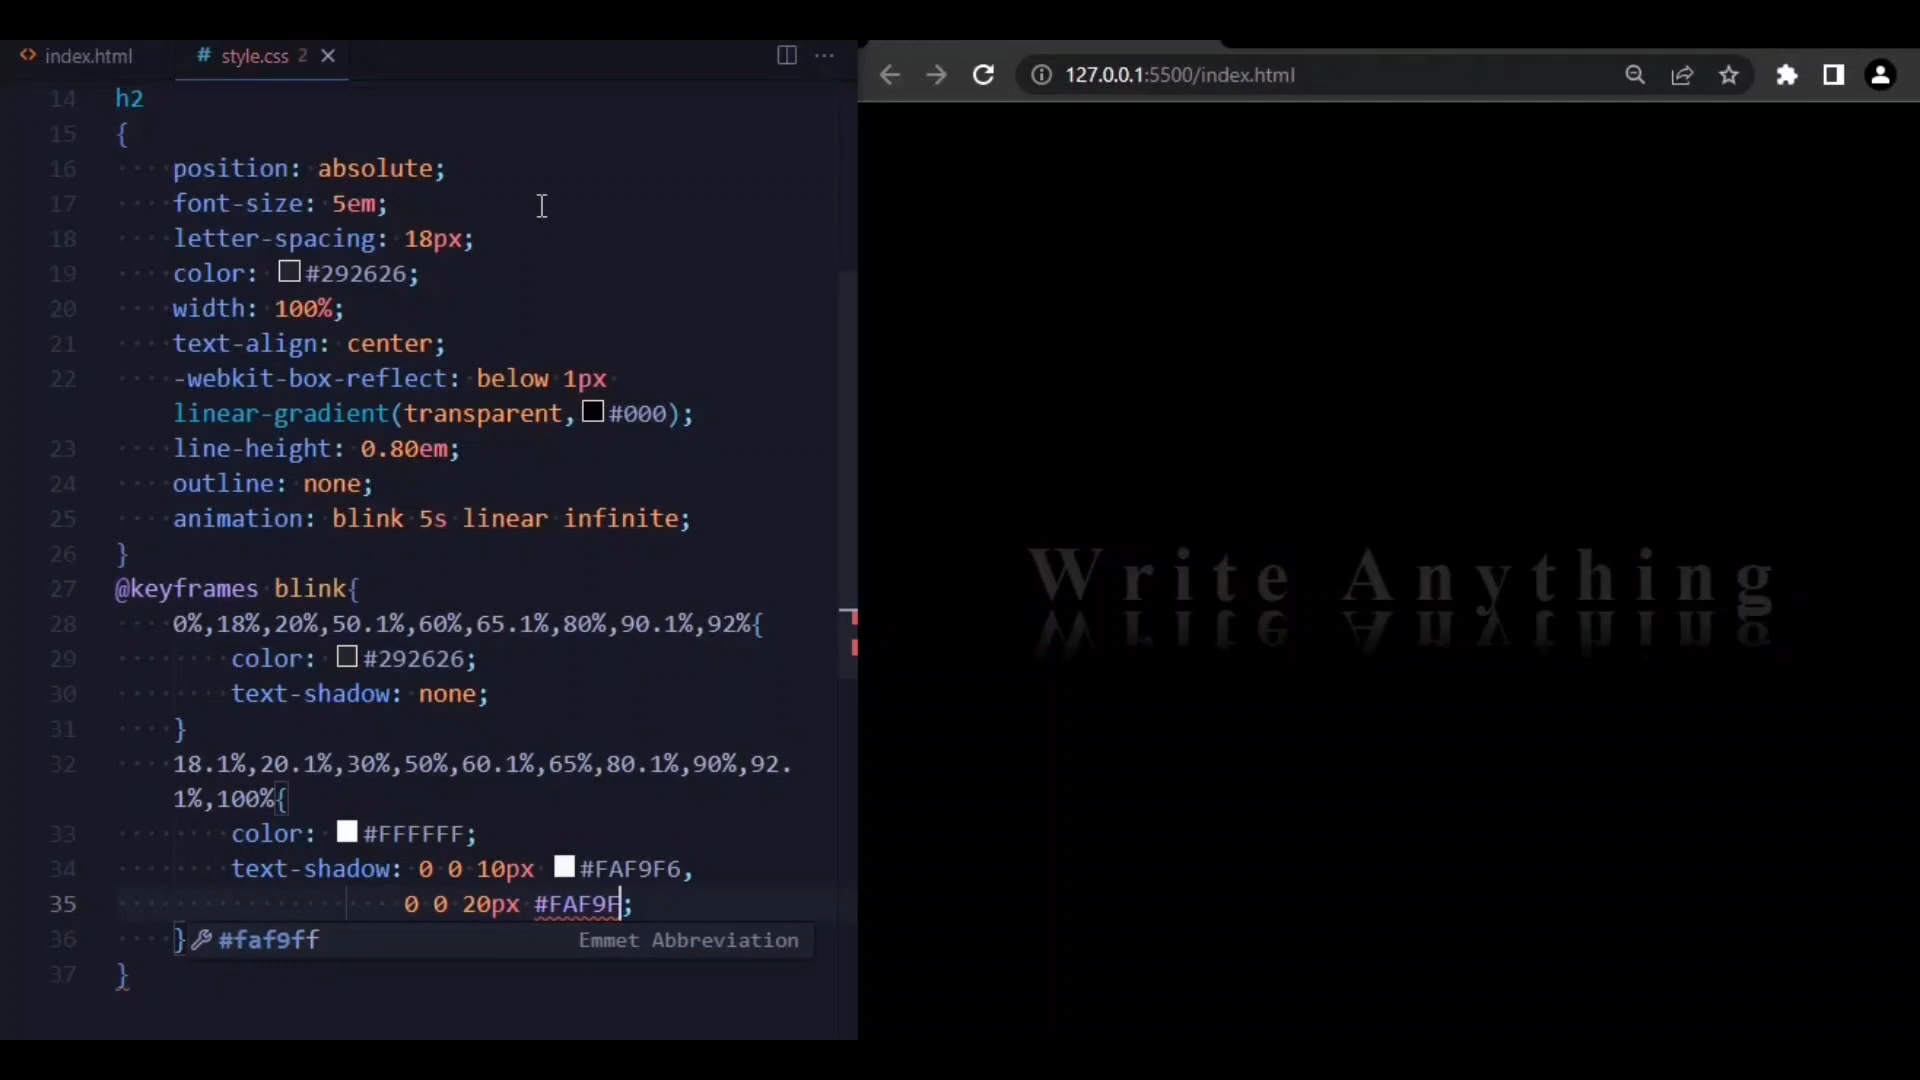 index.html
# style.css 2
127.0.0.1:5500/index.html
14 h2
15 {
16 position: absolute;
17 font-size: 5em;
18 letter-spacing: 18px;
19 color: #292626;
20 width: 100%;
21 text-align: center;
22 -webkit-box-reflect: below 1px
linear-gradient(transparent,#000);
23 line-height: 0.80em;
24 outline: none;
25 animation: blink 5s linear infinite;
26 }
27 @keyframes blink{
28 0%,18%,20%,50.1%,60%,65.1%,80%,90.1%,92%{
29 color: #292626;
30 text-shadow: none;
31 }
32 18.1%,20.1%,30%,50%,60.1%,65%,80.1%,90%,92.
1%,100%{
33 color: #FFFFFF;
34 text-shadow: 0 0 10px #FAF9F6,
35 0 0 20px #FAF9F;
36 }
#faf9ff Emmet Abbreviation
37 }
Write Anything